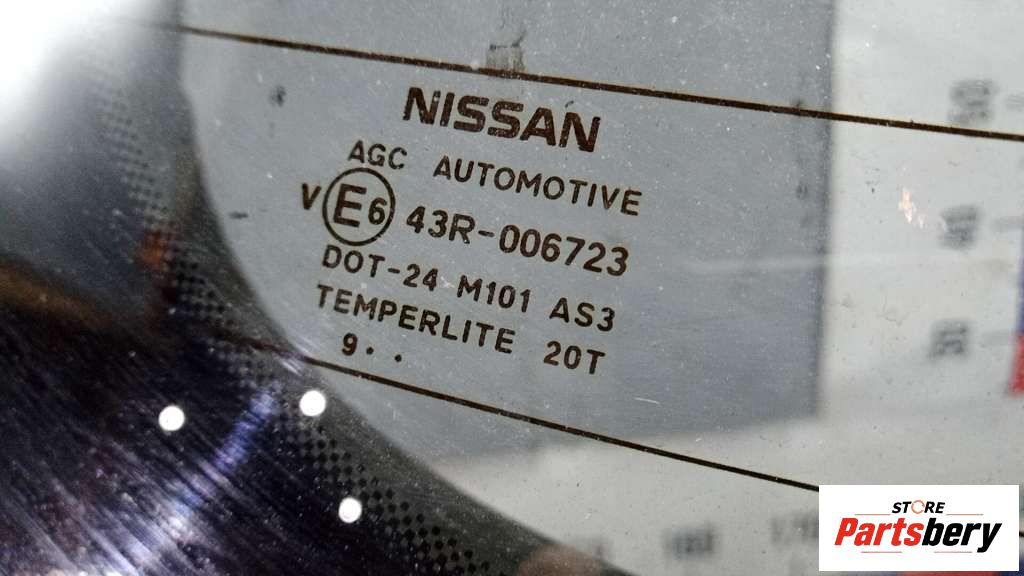 NISSAN
AGC AUTOMOTIVE
V E6 43R-006723
DOT-24 M101 AS3
TEMPERLITE 20T
9..
STORE
Partsbery